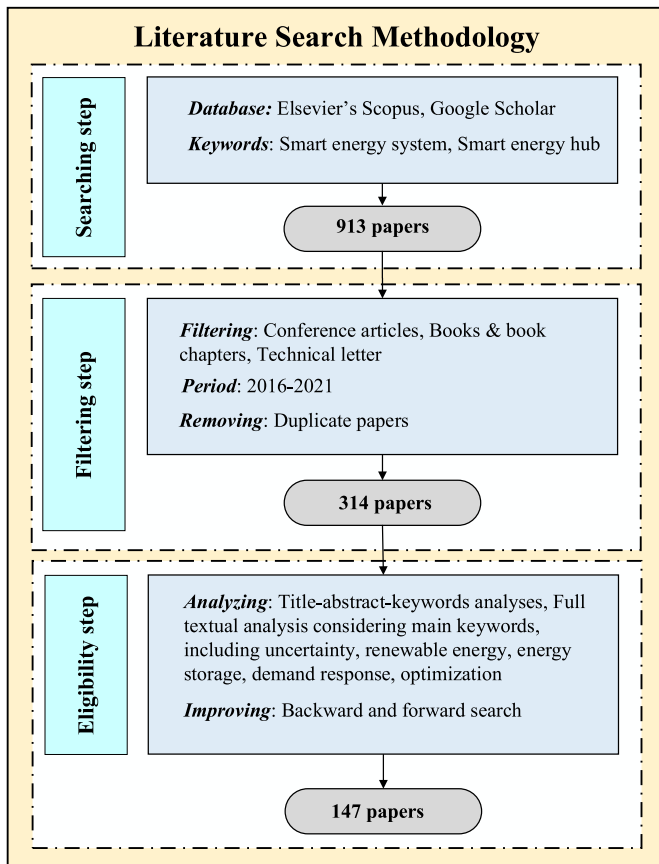 Literature Search Methodology
Searching step
Database: Elsevier's Scopus, Google Scholar
Keywords: Smart energy system, Smart energy hub
913 papers
Filtering step
Filtering: Conference articles, Books & book
chapters, Technical letter
Period: 2016-2021
Removing: Duplicate papers
314 papers
Eligibility step
Analyzing: Title-abstract-keywords analyses, Full
textual analysis considering main keywords,
including uncertainty, renewable energy, energy
storage, demand response, optimization
Improving: Backward and forward search
147 papers